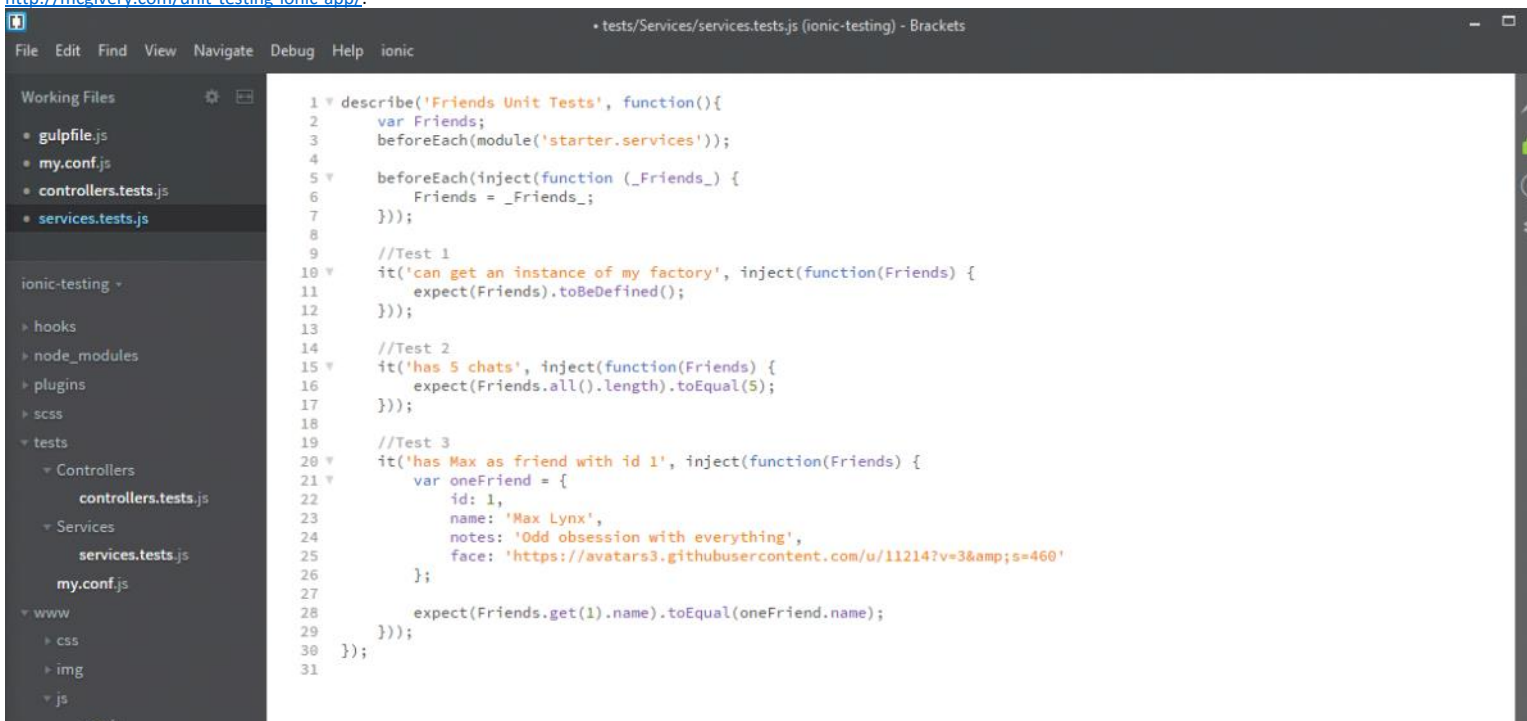 http://mcgivery.com/unit-testing-ionic-app/.
• tests/Services/services.tests.js (ionic-testing) - Brackets
File Edit Find View Navigate Debug Help ionic
Working Files
gulpfile.js
my.conf.js
controllers.tests.js
services.tests.js
ionic-testing
hooks
node_modules
plugins
scss
tests
Controllers
controllers.tests.js
Services
services.tests.js
my.conf.js
www
css
img
js
1 describe('Friends Unit Tests', function(){
2 var Friends;
3 beforeEach(module('starter.services'));
4
5 beforeEach(inject(function (_Friends_) {
6 Friends = _Friends_;
7 }));
8
9 //Test 1
10 it('can get an instance of my factory', inject(function(Friends) {
11 expect(Friends).toBeDefined();
12 }));
13
14 //Test 2
15 it('has 5 chats', inject(function(Friends) {
16 expect(Friends.all().length).toEqual(5);
17 }));
18
19 //Test 3
20 it('has Max as friend with id 1', inject(function(Friends) {
21 var oneFriend = {
22 id: 1,
23 name: 'Max Lynx',
24 notes: 'Odd obsession with everything',
25 face: 'https://avatars3.githubusercontent.com/u/11214?v=3&amp;s=460'
26 };
27
28 expect(Friends.get(1).name).toEqual(oneFriend.name);
29 }));
30 });
31